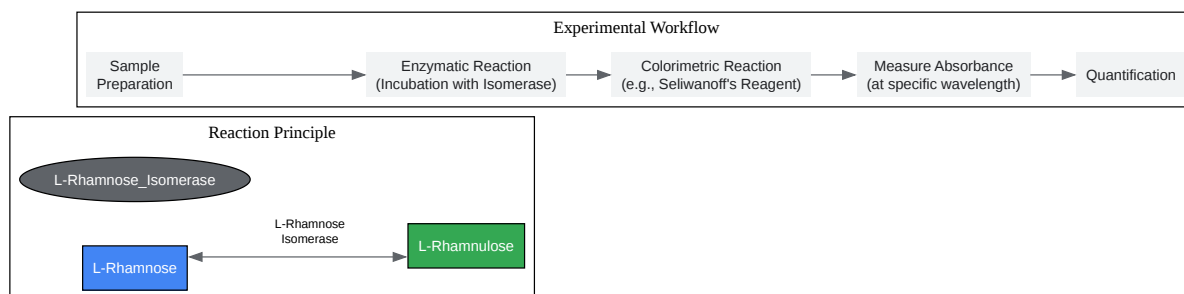 Experimental Workflow
Sample
Preparation
Enzymatic Reaction
(Incubation with Isomerase)
Colorimetric Reaction
(e.g., Seliwanoff's Reagent)
Measure Absorbance
(at specific wavelength)
Quantification
Reaction Principle
L-Rhamnose_Isomerase
L-Rhamnose
Isomerase
L-Rhamnulose
L-Rhamnose